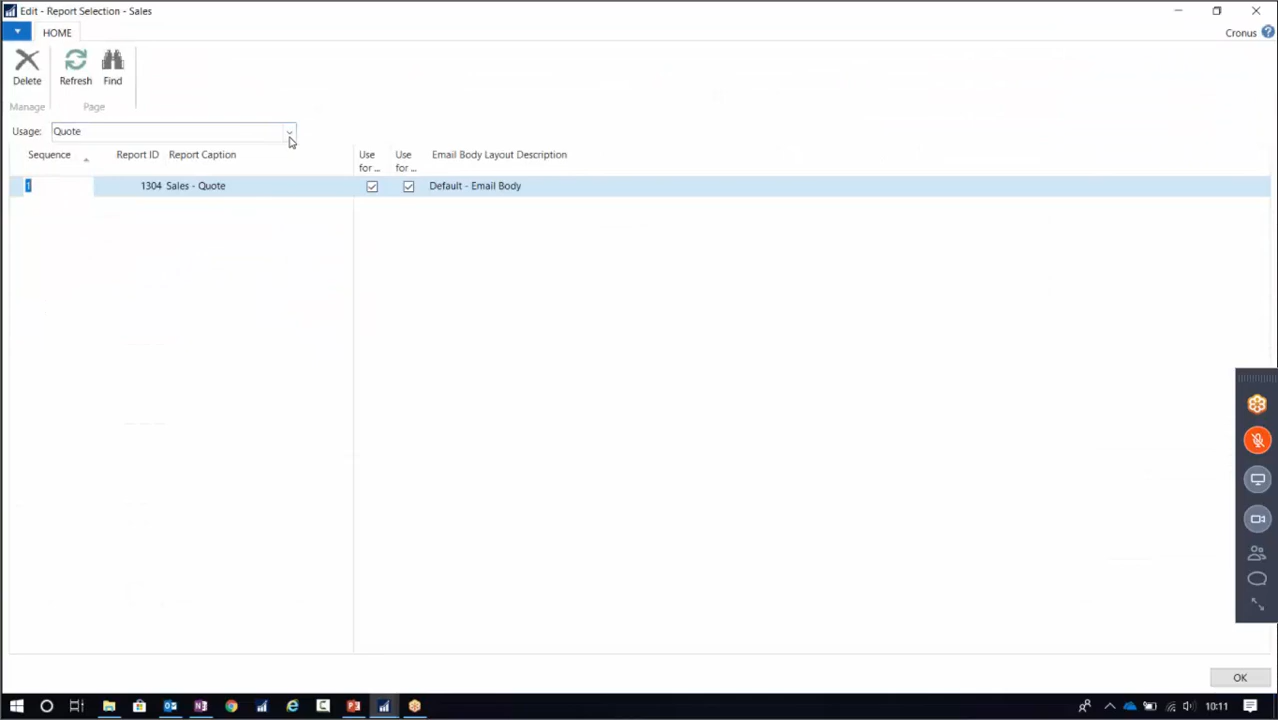 Edit - Report Selection - Sales
HOME
Cronus
Delete
Refresh
Find
Manage
Page
Usage: Quote
Sequence Report ID Report Caption Use for ... Use for ... Email Body Layout Description
1 1304 Sales - Quote Default - Email Body
OK
10:11